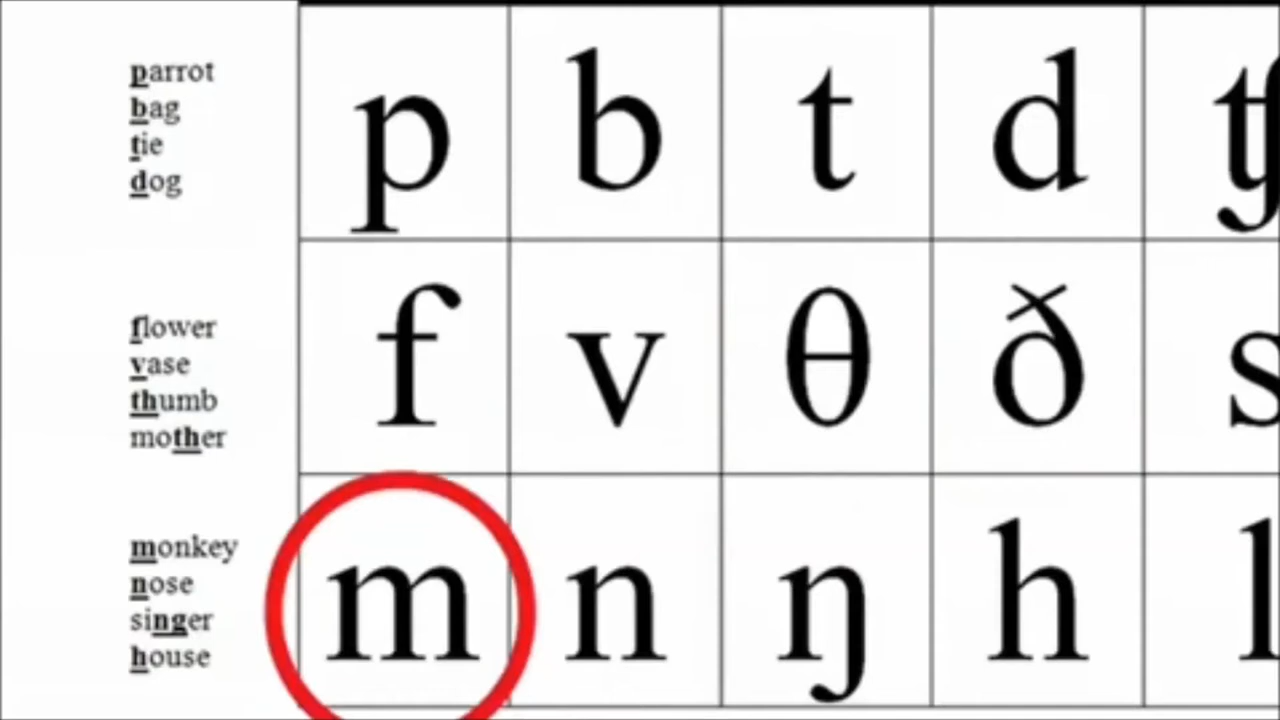 parrot
bag
tie
dog
p b t d ʧ
flower
vase
thumb
mother
f v θ ð s
monkey
nose
singer
house
m n ŋ h l